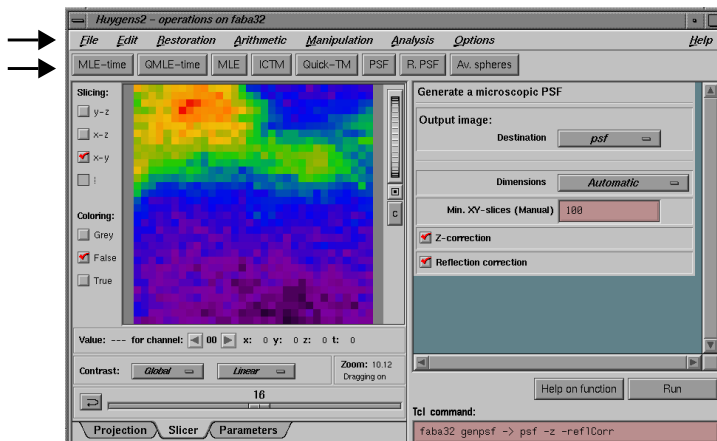 Huygens2 – operations on faba32
File Edit Restoration Arithmetic Manipulation Analysis Options Help
MLE–time QMLE–time MLE ICTM Quick–TM PSF R. PSF Av. spheres
Slicing:
y–z
x–z
x–y
i
Coloring:
Grey
False
True
C
Value: --- for channel: 00 x: 0 y: 0 z: 0 t: 0
Contrast: Global Linear
Zoom: 10.12
Dragging on
16
Projection Slicer Parameters
Generate a microscopic PSF
Output image:
Destination psf
Dimensions Automatic
Min. XY–slices (Manual) 100
Z–correction
Reflection correction
Help on function Run
Tcl command:
faba32 genpsf -> psf -z -reflCorr